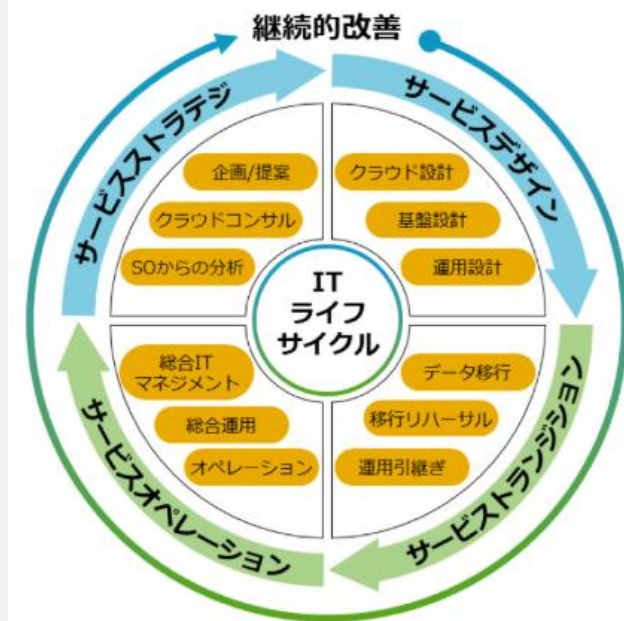 継続的改善
サービスストラテジ
企画/提案
クラウドコンサル
SOからの分析
サービスデザイン
クラウド設計
基盤設計
運用設計
IT
ライフ
サイクル
総合IT
マネジメント
総合運用
オペレーション
サービスオペレーション
データ移行
移行リハーサル
運用引継ぎ
サービストランジション